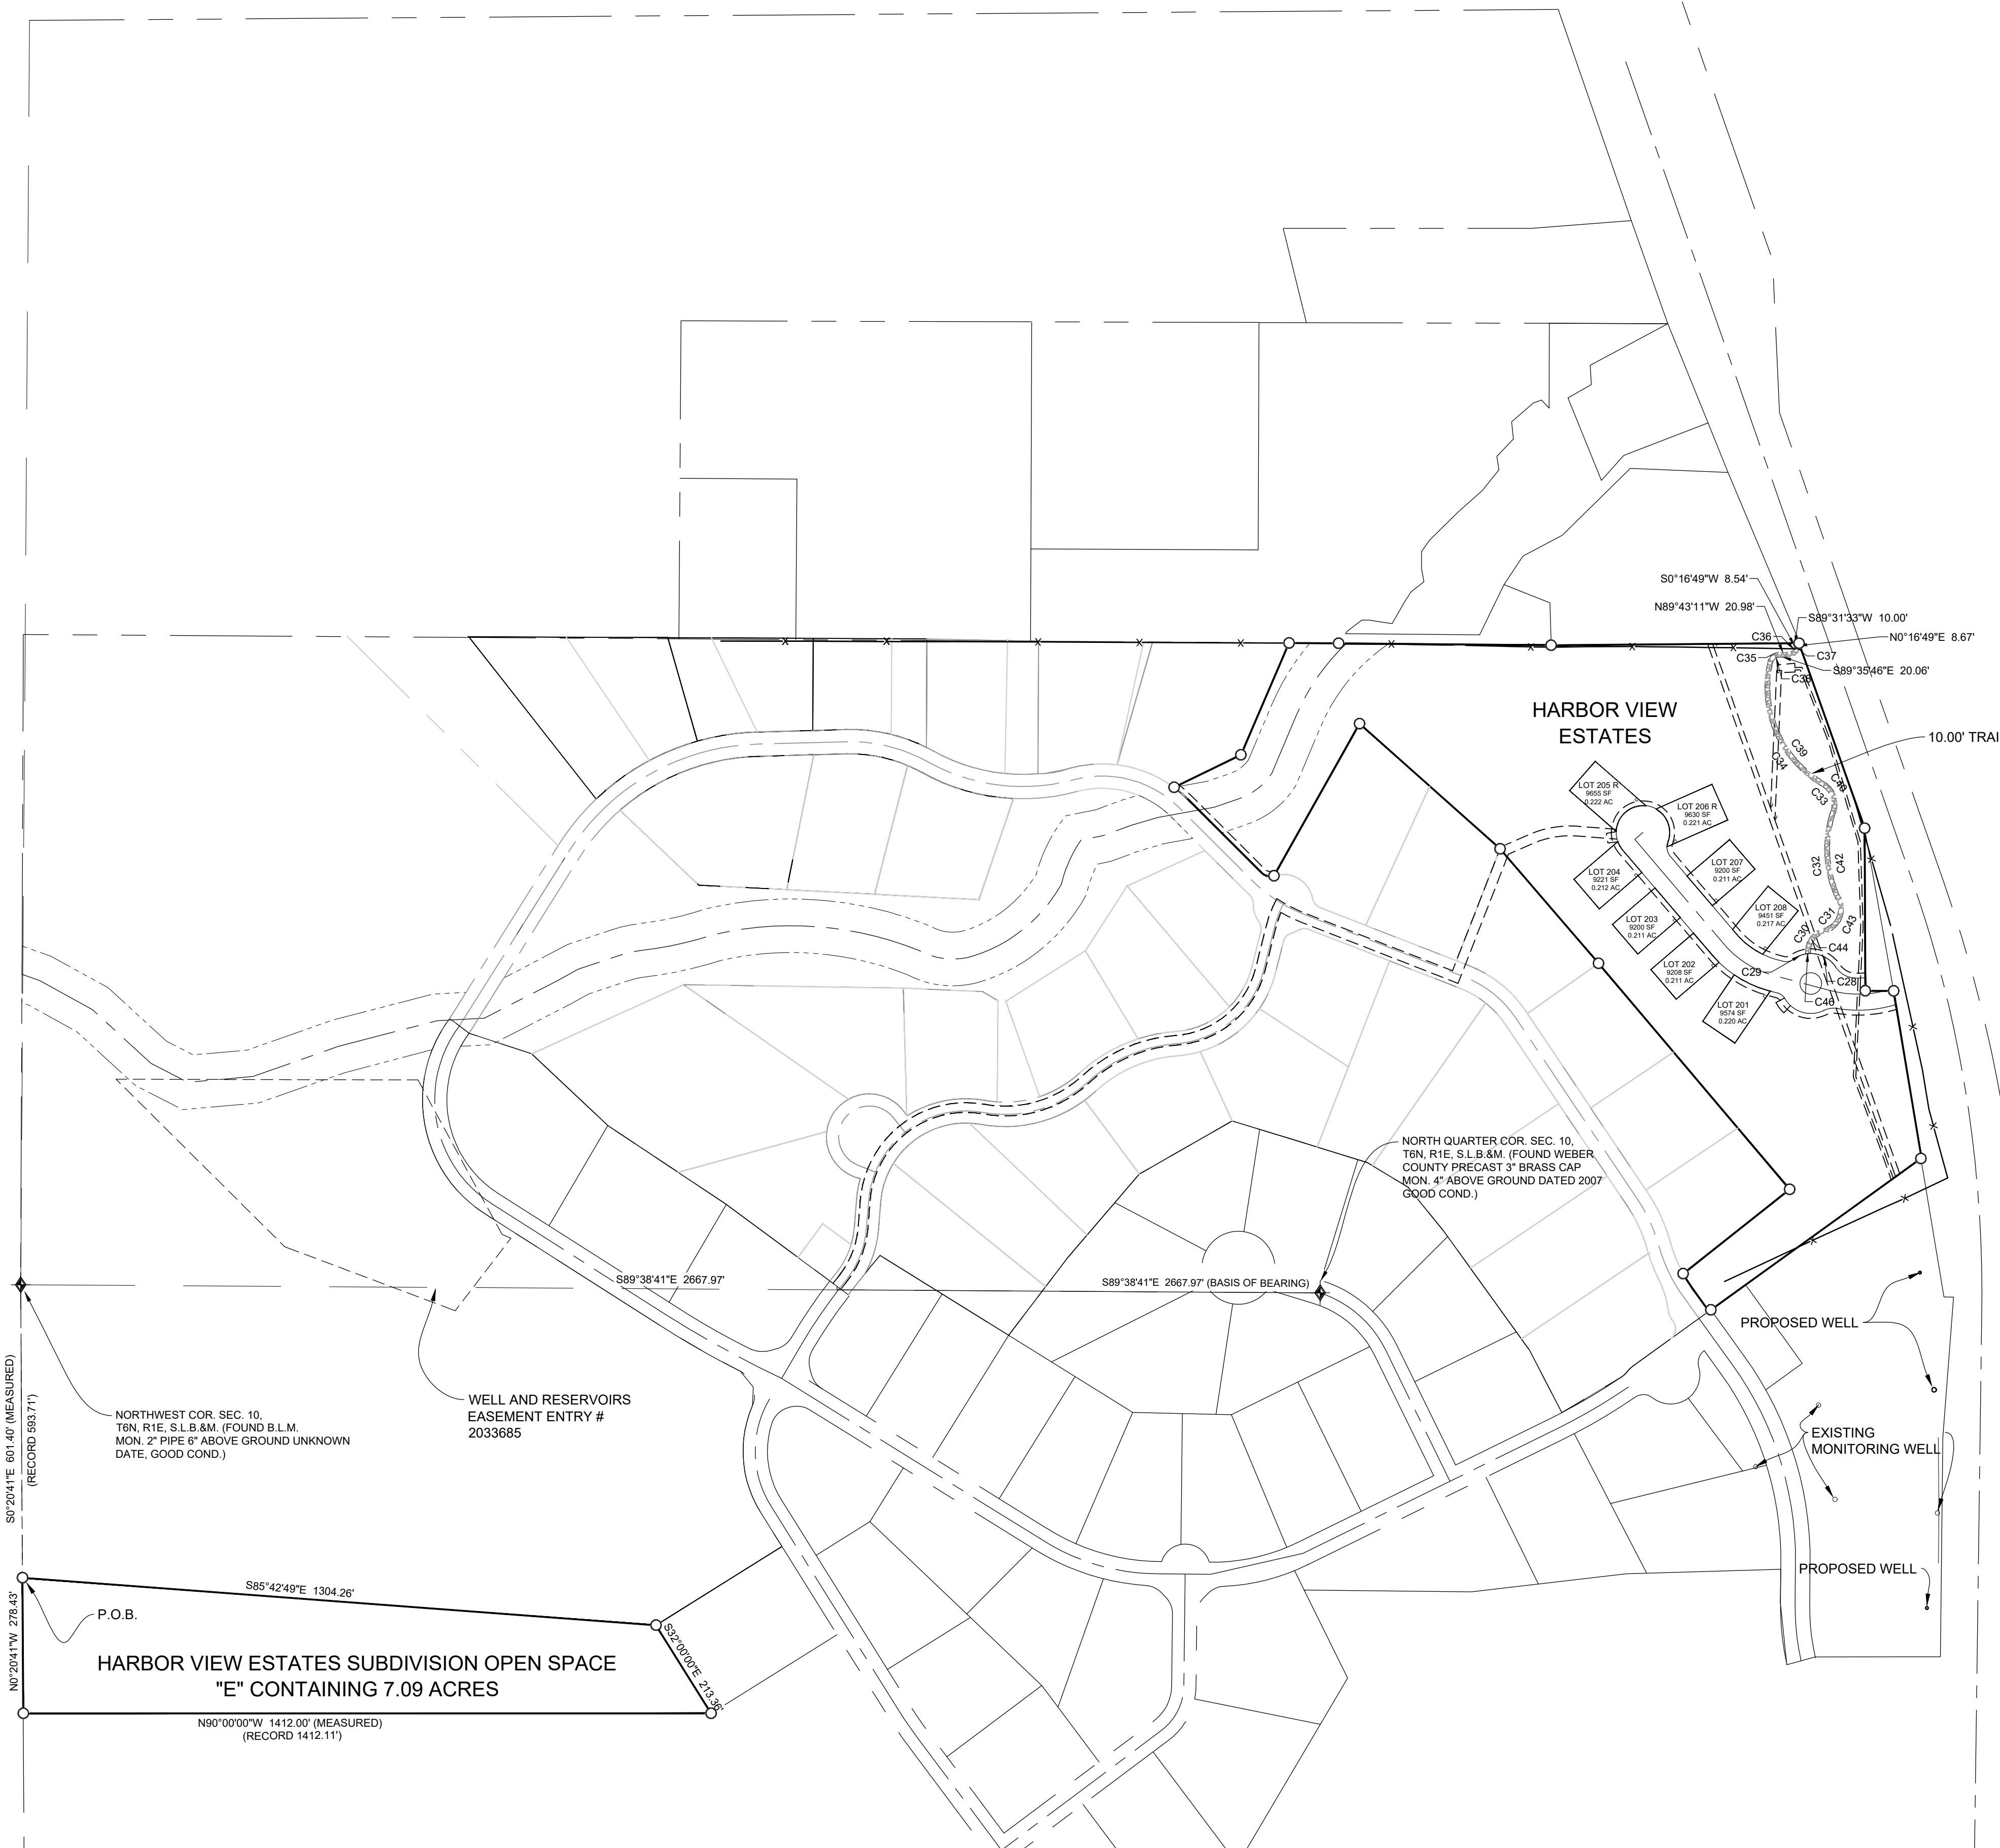 S0°16'49"W 8.54'
N89°43'11"W 20.98'
S89°31'33"W 10.00'
C36
N0°16'49"E 8.67'
C35
C37
S89°35'46"E 20.06'
C38
HARBOR VIEW
ESTATES
10.00' TRAI
C39
C34
C40
C33
LOT 205 R
9655 SF
0.222 AC
LOT 206 R
9630 SF
0.221 AC
LOT 204
9221 SF
0.212 AC
LOT 207
9200 SF
0.211 AC
C32
C42
LOT 203
9200 SF
0.211 AC
LOT 208
9451 SF
0.217 AC
C31
C43
C30
C44
LOT 202
9208 SF
0.211 AC
C29
C28
C46
LOT 201
9574 SF
0.220 AC
NORTH QUARTER COR. SEC. 10,
T6N, R1E, S.L.B.&M. (FOUND WEBER
COUNTY PRECAST 3" BRASS CAP
MON. 4" ABOVE GROUND DATED 2007
GOOD COND.)
S89°38'41"E 2667.97'
S89°38'41"E 2667.97' (BASIS OF BEARING)
PROPOSED WELL
S0°20'41"E 601.40' (MEASURED)
(RECORD 593.71')
NORTHWEST COR. SEC. 10,
T6N, R1E, S.L.B.&M. (FOUND B.L.M.
MON. 2" PIPE 6" ABOVE GROUND UNKNOWN
DATE, GOOD COND.)
WELL AND RESERVOIRS
EASEMENT ENTRY #
2033685
EXISTING
MONITORING WELL
PROPOSED WELL
S85°42'49"E 1304.26'
P.O.B.
N0°20'41"W 278.43'
S32°00'00"E 213.36'
HARBOR VIEW ESTATES SUBDIVISION OPEN SPACE
"E" CONTAINING 7.09 ACRES
N90°00'00"W 1412.00' (MEASURED)
(RECORD 1412.11')